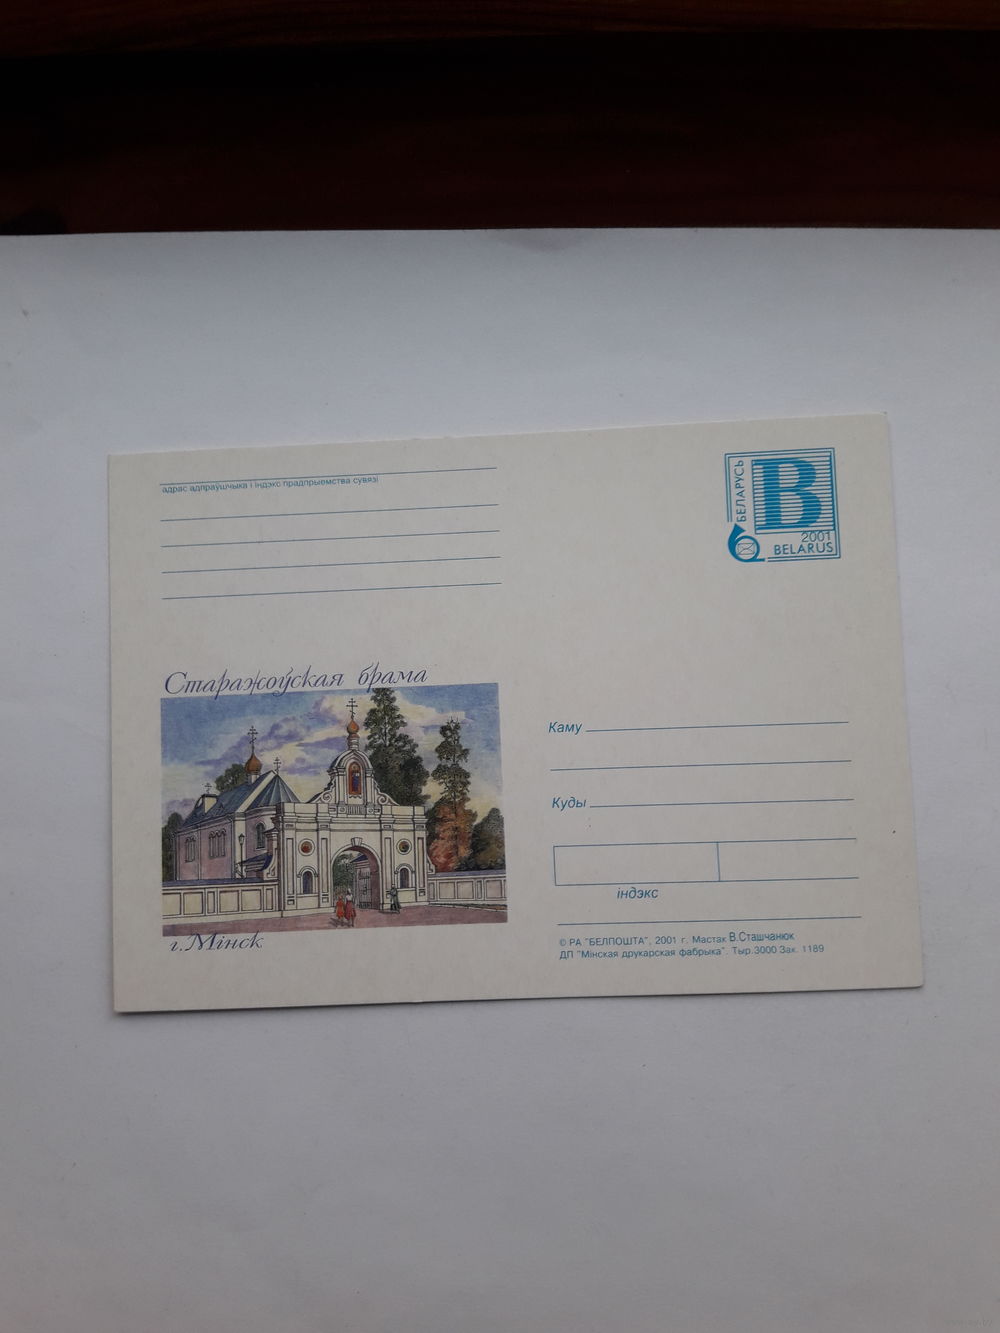 адрас адпраўшчыка і індэкс прадпрыемства сувязі
БЕЛАРУСЬ
B
2001
BELARUS
Старажоўская брама
г. Мінск
Каму
Куды
індэкс
© РА "БЕЛПОШТА", 2001 г. Мастак В.Сташчанюк
ДП "Мінская друкарская фабрыка". Тыр.3000 Зак. 1189